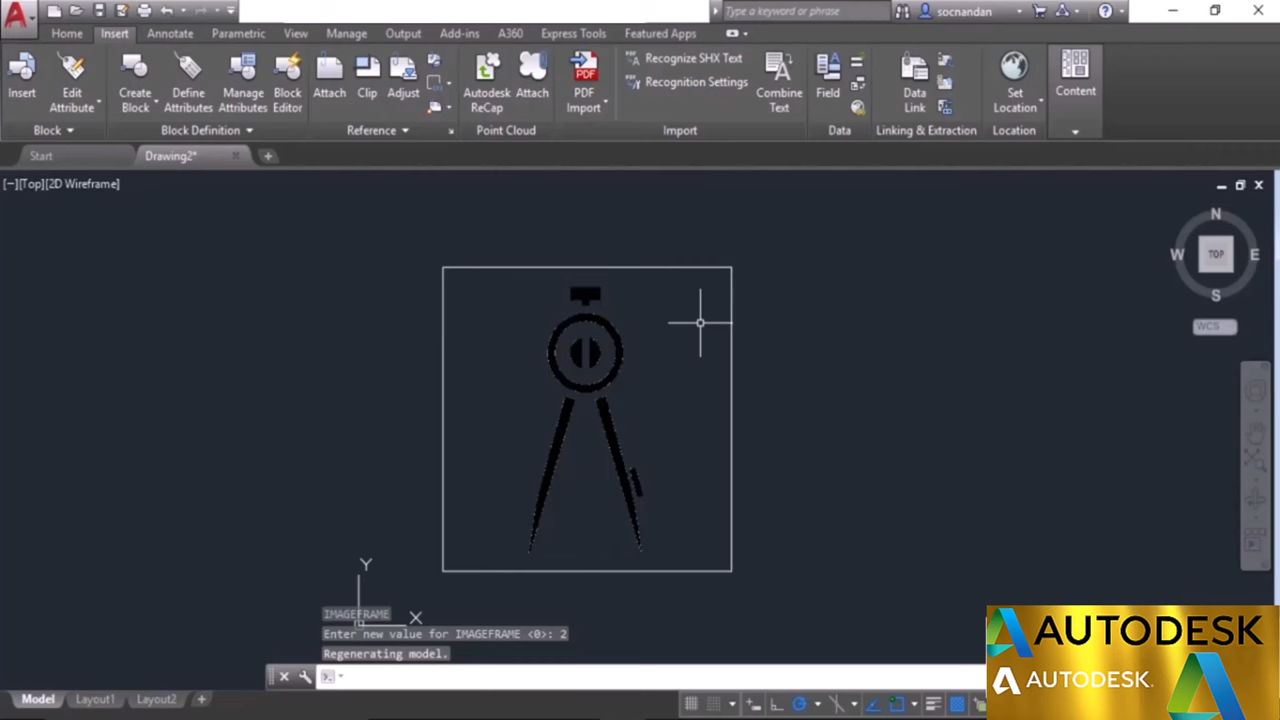 A Type a keyword or phrase socnandan
Home Insert Annotate Parametric View Manage Output Add-ins A360 Express Tools Featured Apps
Insert
Edit
Attribute
Create
Block
Define
Attributes
Manage
Attributes
Block
Editor
Attach Clip Adjust
Autodesk
ReCap
Attach
PDF
Import
Recognize SHX Text
Recognition Settings
Combine
Text
Field
Data
Link
Set
Location
Content
Block Block Definition Reference Point Cloud Import Data Linking & Extraction Location
Start Drawing2* +
[−][Top][2D Wireframe]
N
W TOP E
S
WCS
Y
X
IMAGEFRAME
Enter new value for IMAGEFRAME <0>: 2
Regenerating model.
Model Layout1 Layout2 +
AUTODESK
AUTODESK.